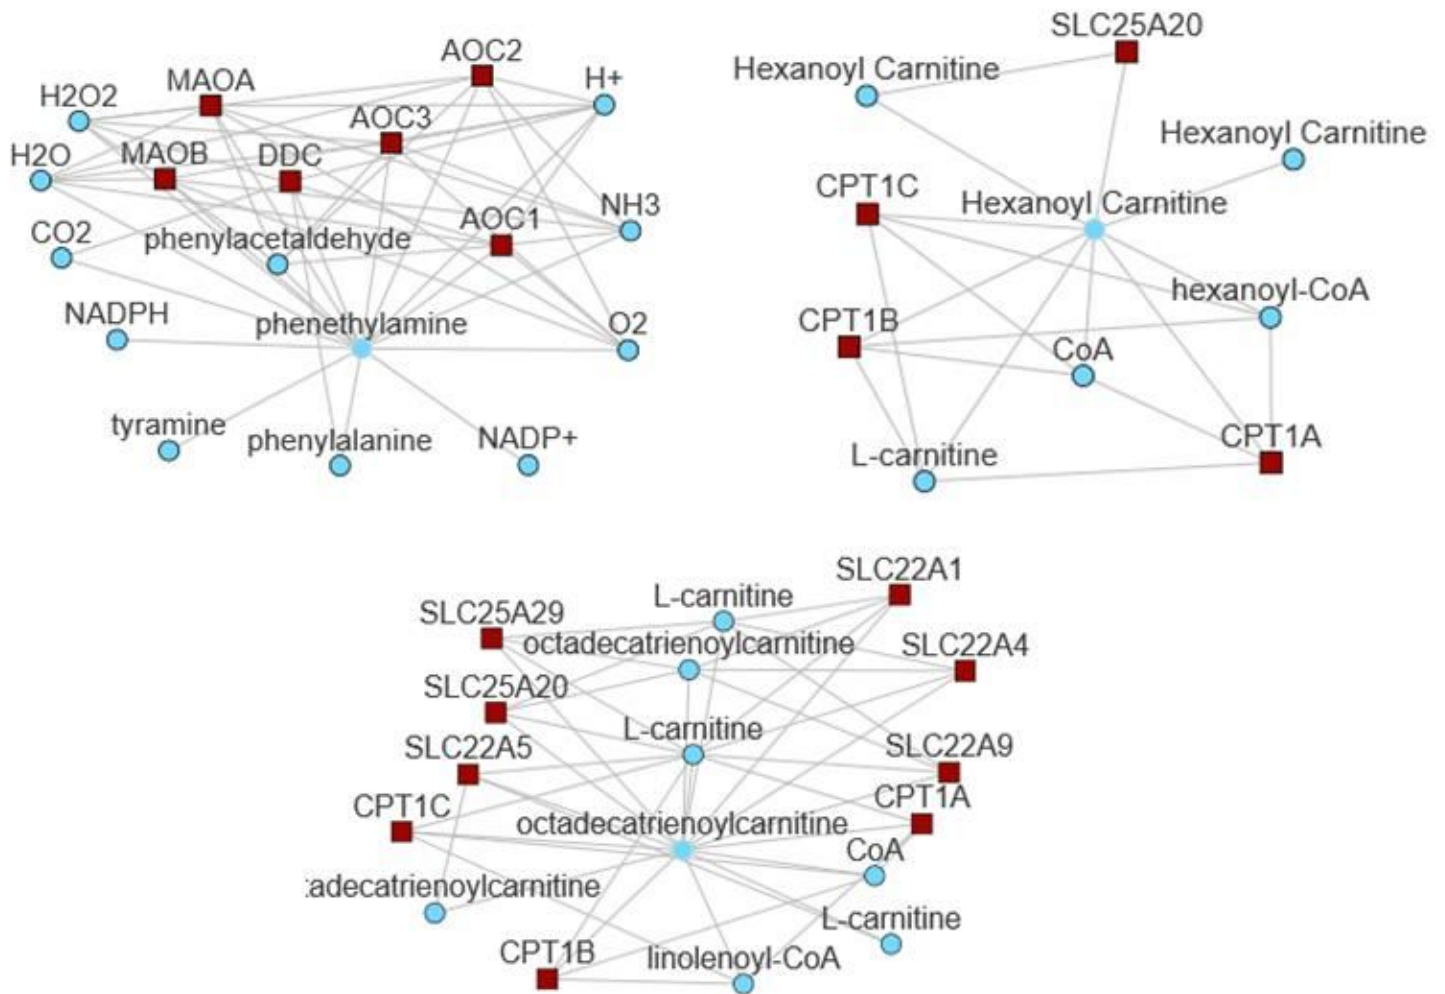 AOC2
MAOA
H+
H2O2
AOC3
H2O
MAOB
DDC
CO2
phenylacetaldehyde
AOC1
NH3
NADPH
phenethylamine
O2
tyramine
phenylalanine
NADP+
SLC25A20
Hexanoyl Carnitine
Hexanoyl Carnitine
CPT1C
Hexanoyl Carnitine
hexanoyl-CoA
CPT1B
CoA
L-carnitine
CPT1A
SLC22A1
L-carnitine
SLC25A29
octadecatrienoylcarnitine
SLC22A4
SLC25A20
L-carnitine
SLC22A5
SLC22A9
CPT1C
CPT1A
octadecatrienoylcarnitine
CoA
tadecatrienoylcarnitine
L-carnitine
CPT1B
linolenoyl-CoA